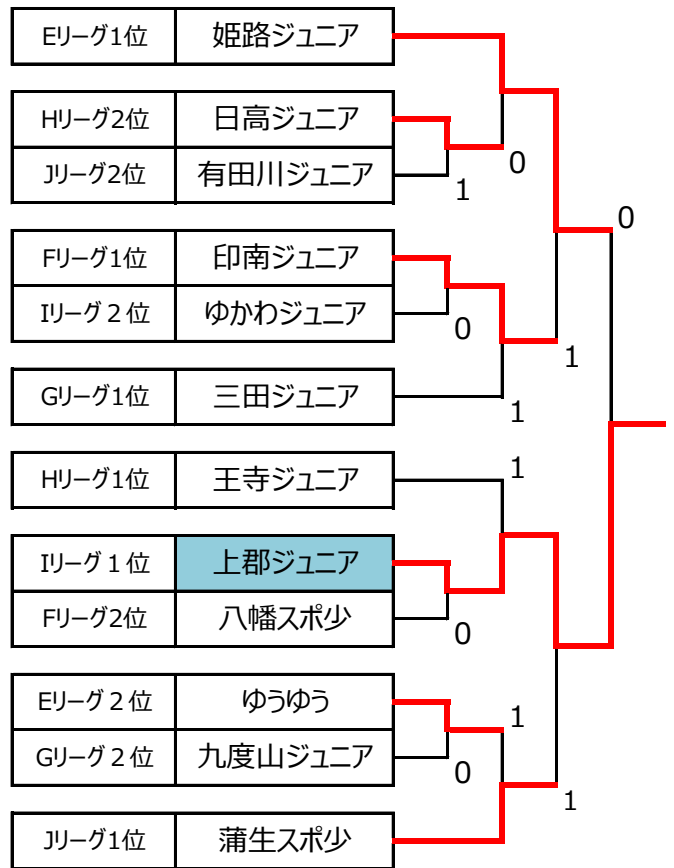 Eリーグ1位 姫路ジュニア
Hリーグ2位 日高ジュニア
0
Jリーグ2位 有田川ジュニア
1
0
Fリーグ1位 印南ジュニア
Iリーグ２位 ゆかわジュニア
0
1
Gリーグ1位 三田ジュニア
1
Hリーグ1位 王寺ジュニア
1
Iリーグ１位 上郡ジュニア
Fリーグ2位 八幡スポ少
0
Eリーグ２位 ゆうゆう
1
Gリーグ２位 九度山ジュニア
0
1
Jリーグ1位 蒲生スポ少